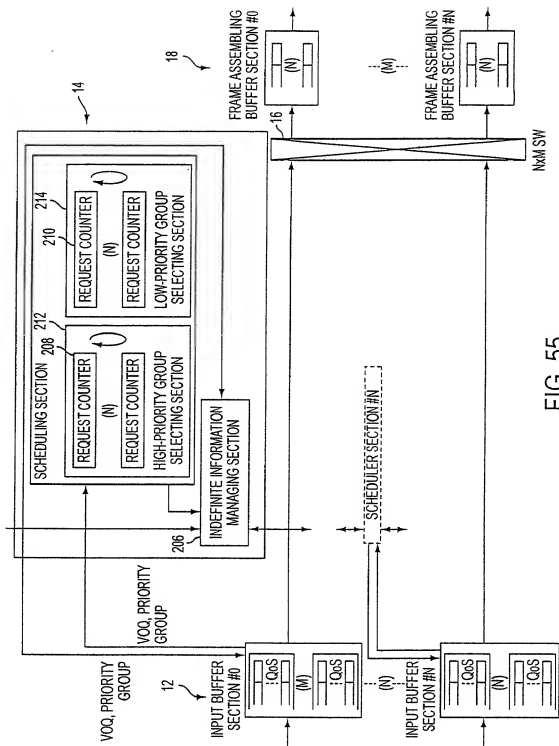 14
SCHEDULING SECTION
212
208
REQUEST COUNTER
(N)
REQUEST COUNTER
HIGH-PRIORITY GROUP
SELECTING SECTION
214
210
REQUEST COUNTER
(N)
REQUEST COUNTER
LOW-PRIORITY GROUP
SELECTING SECTION
206
INDEFINITE INFORMATION
MANAGING SECTION
VOQ, PRIORITY
GROUP
VOQ, PRIORITY
GROUP
12
INPUT BUFFER
SECTION #0
QoS
(M)
QoS
(N)
INPUT BUFFER
SECTION #N
QoS
(N)
QoS
SCHEDULER SECTION #N
16
NxM SW
18
FRAME ASSEMBLING
BUFFER SECTION #0
(N)
(M)
FRAME ASSEMBLING
BUFFER SECTION #N
(N)
FIG. 55